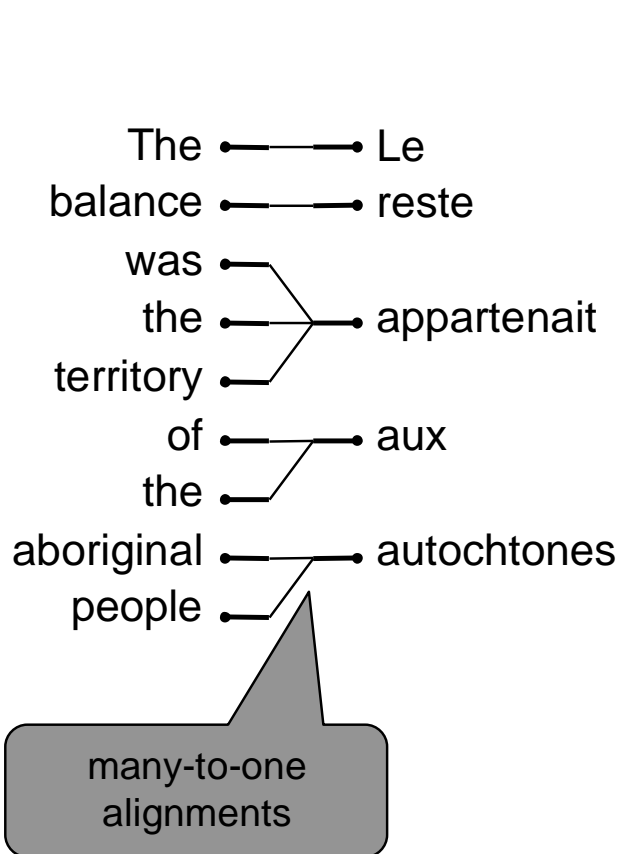 The Le
balance reste
was
the appartenait
territory
of aux
the
aboriginal autochtones
people
many-to-one
alignments